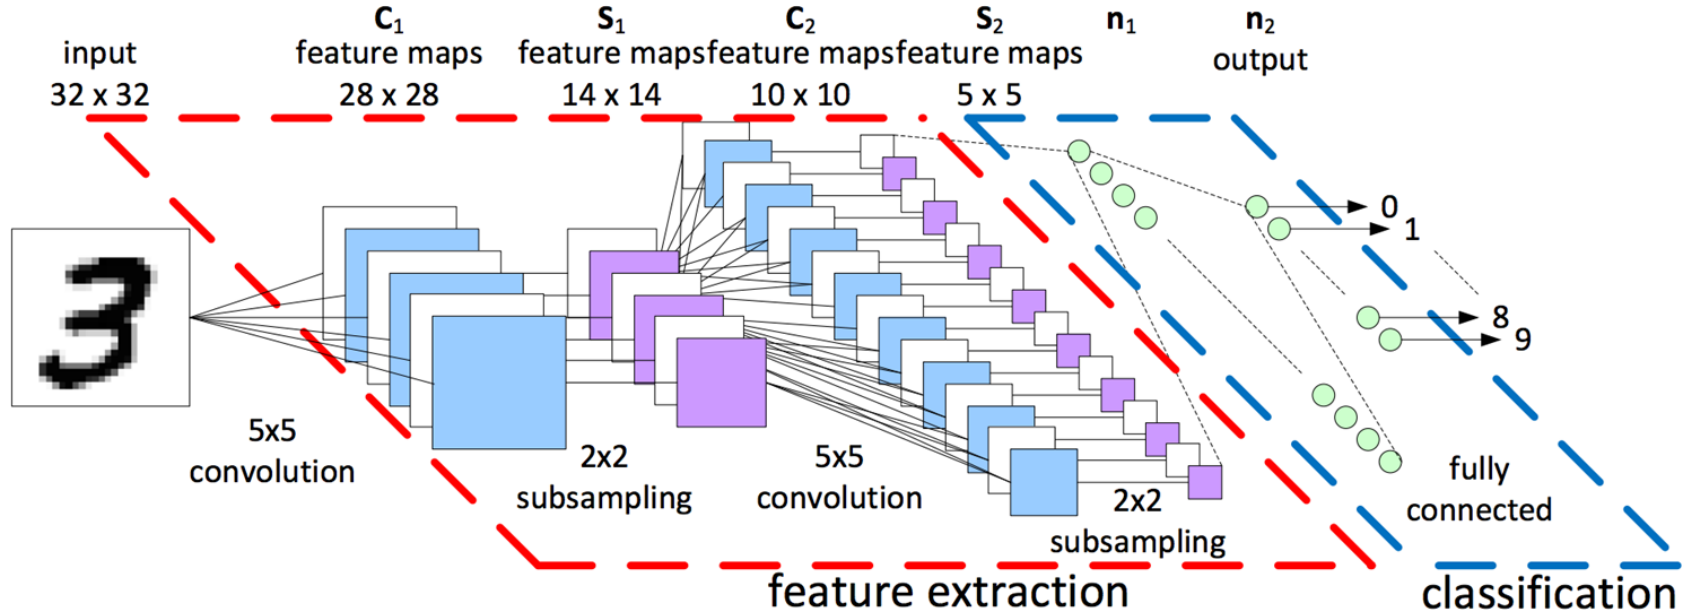 input
32 x 32
C₁
feature maps
28 x 28
S₁
feature maps
14 x 14
C₂
feature maps
10 x 10
S₂
feature maps
5 x 5
n₁
n₂
output
3
0
1
8
9
5x5
convolution
2x2
subsampling
5x5
convolution
2x2
subsampling
fully
connected
feature extraction
classification